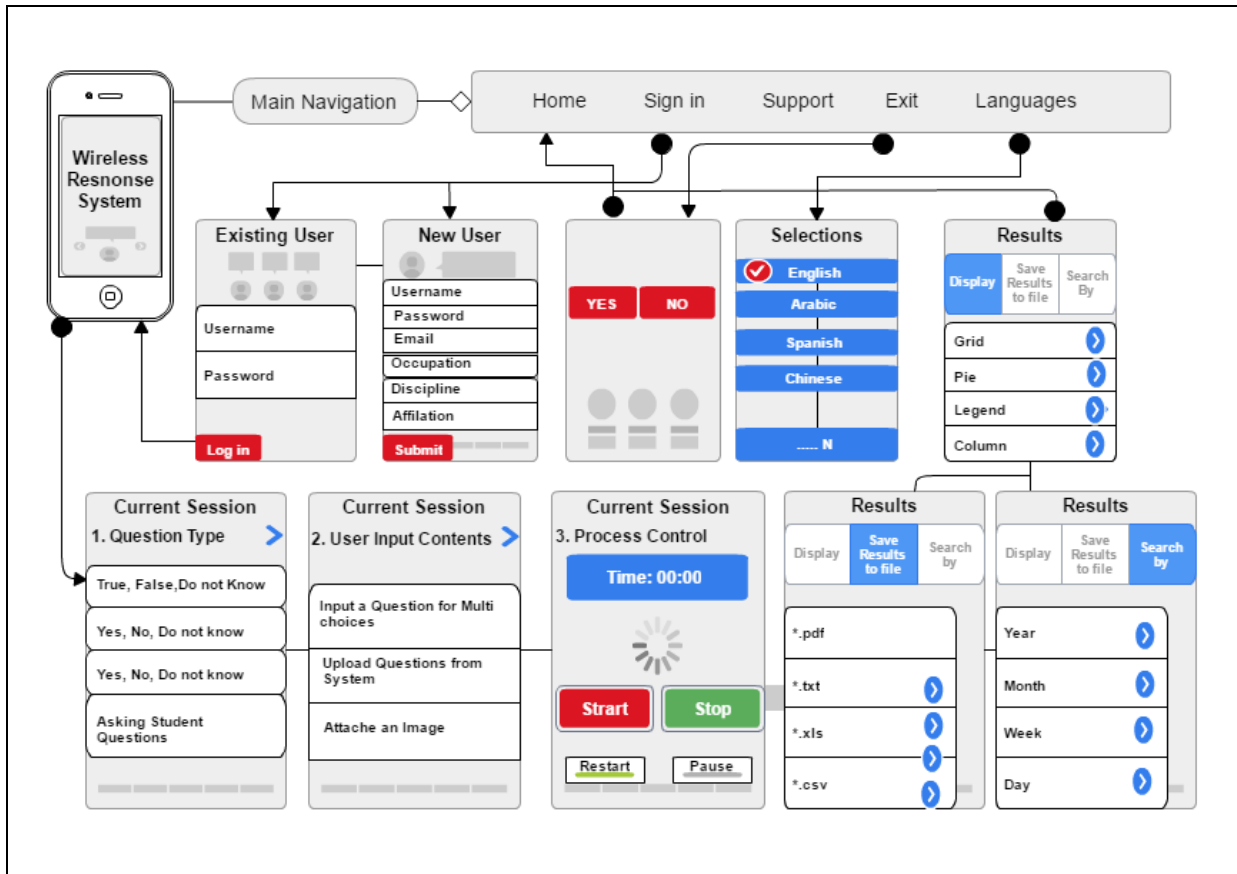 Main Navigation
Home
Sign in
Support
Exit
Languages
Wireless
Resnonse
System
Existing User
Username
Password
Log in
New User
Username
Password
Email
Occupation
Discipline
Affilation
Submit
YES
NO
Selections
English
Arabic
Spanish
Chinese
..... N
Results
Display
Save
Results
to file
Search
By
Grid
Pie
Legend
Column
Current Session
1. Question Type
True, False,Do not Know
Yes, No, Do not know
Yes, No, Do not know
Asking Student
Questions
Current Session
2. User Input Contents
Input a Question for Multi
choices
Upload Questions from
System
Attache an Image
Current Session
3. Process Control
Time: 00:00
Strart
Stop
Restart
Pause
Results
Display
Save
Results
to file
Search
by
*.pdf
*.txt
*.xls
*.csv
Results
Display
Save
Results
to file
Search
by
Year
Month
Week
Day